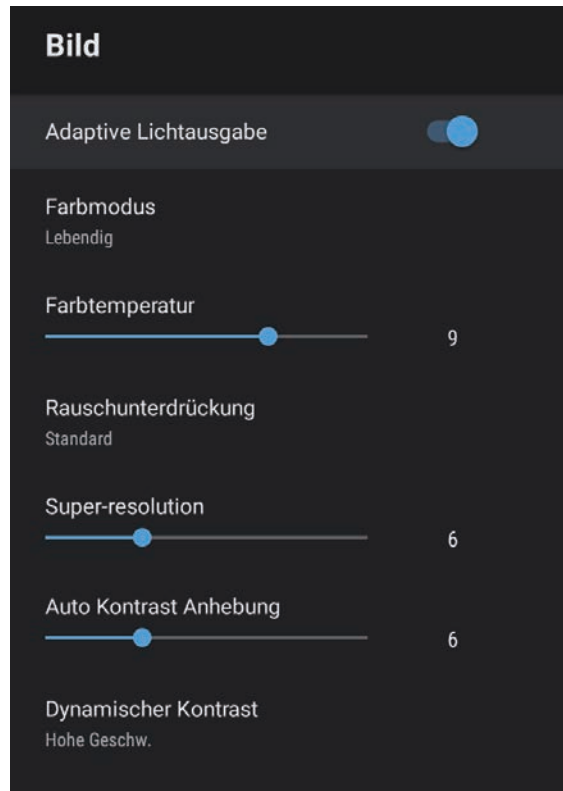 Bild
Adaptive Lichtausgabe
Farbmodus
Lebendig
Farbtemperatur
9
Rauschunterdrückung
Standard
Super-resolution
6
Auto Kontrast Anhebung
6
Dynamischer Kontrast
Hohe Geschw.